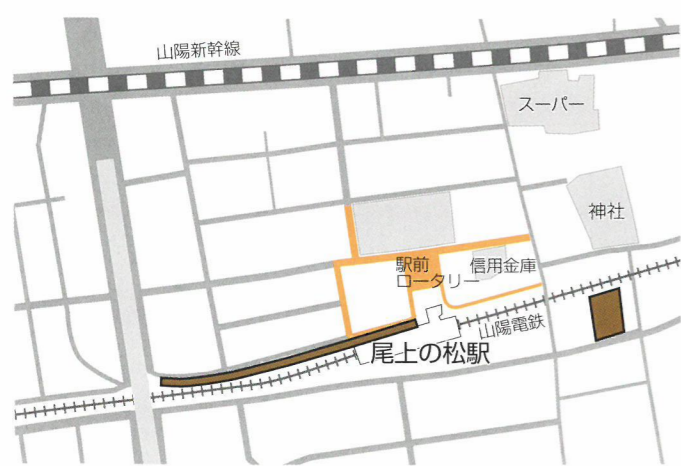 山陽新幹線
スーパー
神社
駅前
ロータリー
信用金庫
山陽電鉄
尾上の松駅